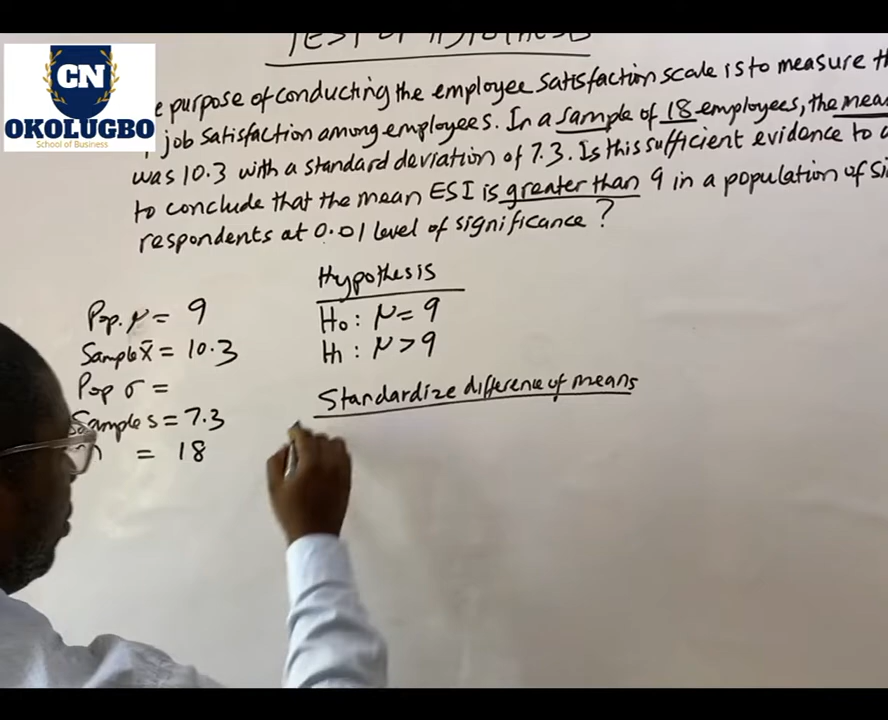 TEST OF HYPOTHESIS
CN
OKOLUGBO
School of Business
e purpose of conducting the employee satisfaction scale is to measure th
job satisfaction among employees. In a sample of 18 employees, the mean
was 10.3 with a standard deviation of 7.3. Is this sufficient evidence to
to conclude that the mean ESI is greater than 9 in a population of
respondents at 0.01 level of significance?
Pop. μ = 9
Sample x̄ = 10.3
Pop σ =
Sample s = 7.3
n = 18
Hypothesis
H₀ : μ = 9
H₁ : μ > 9
Standardize difference of means